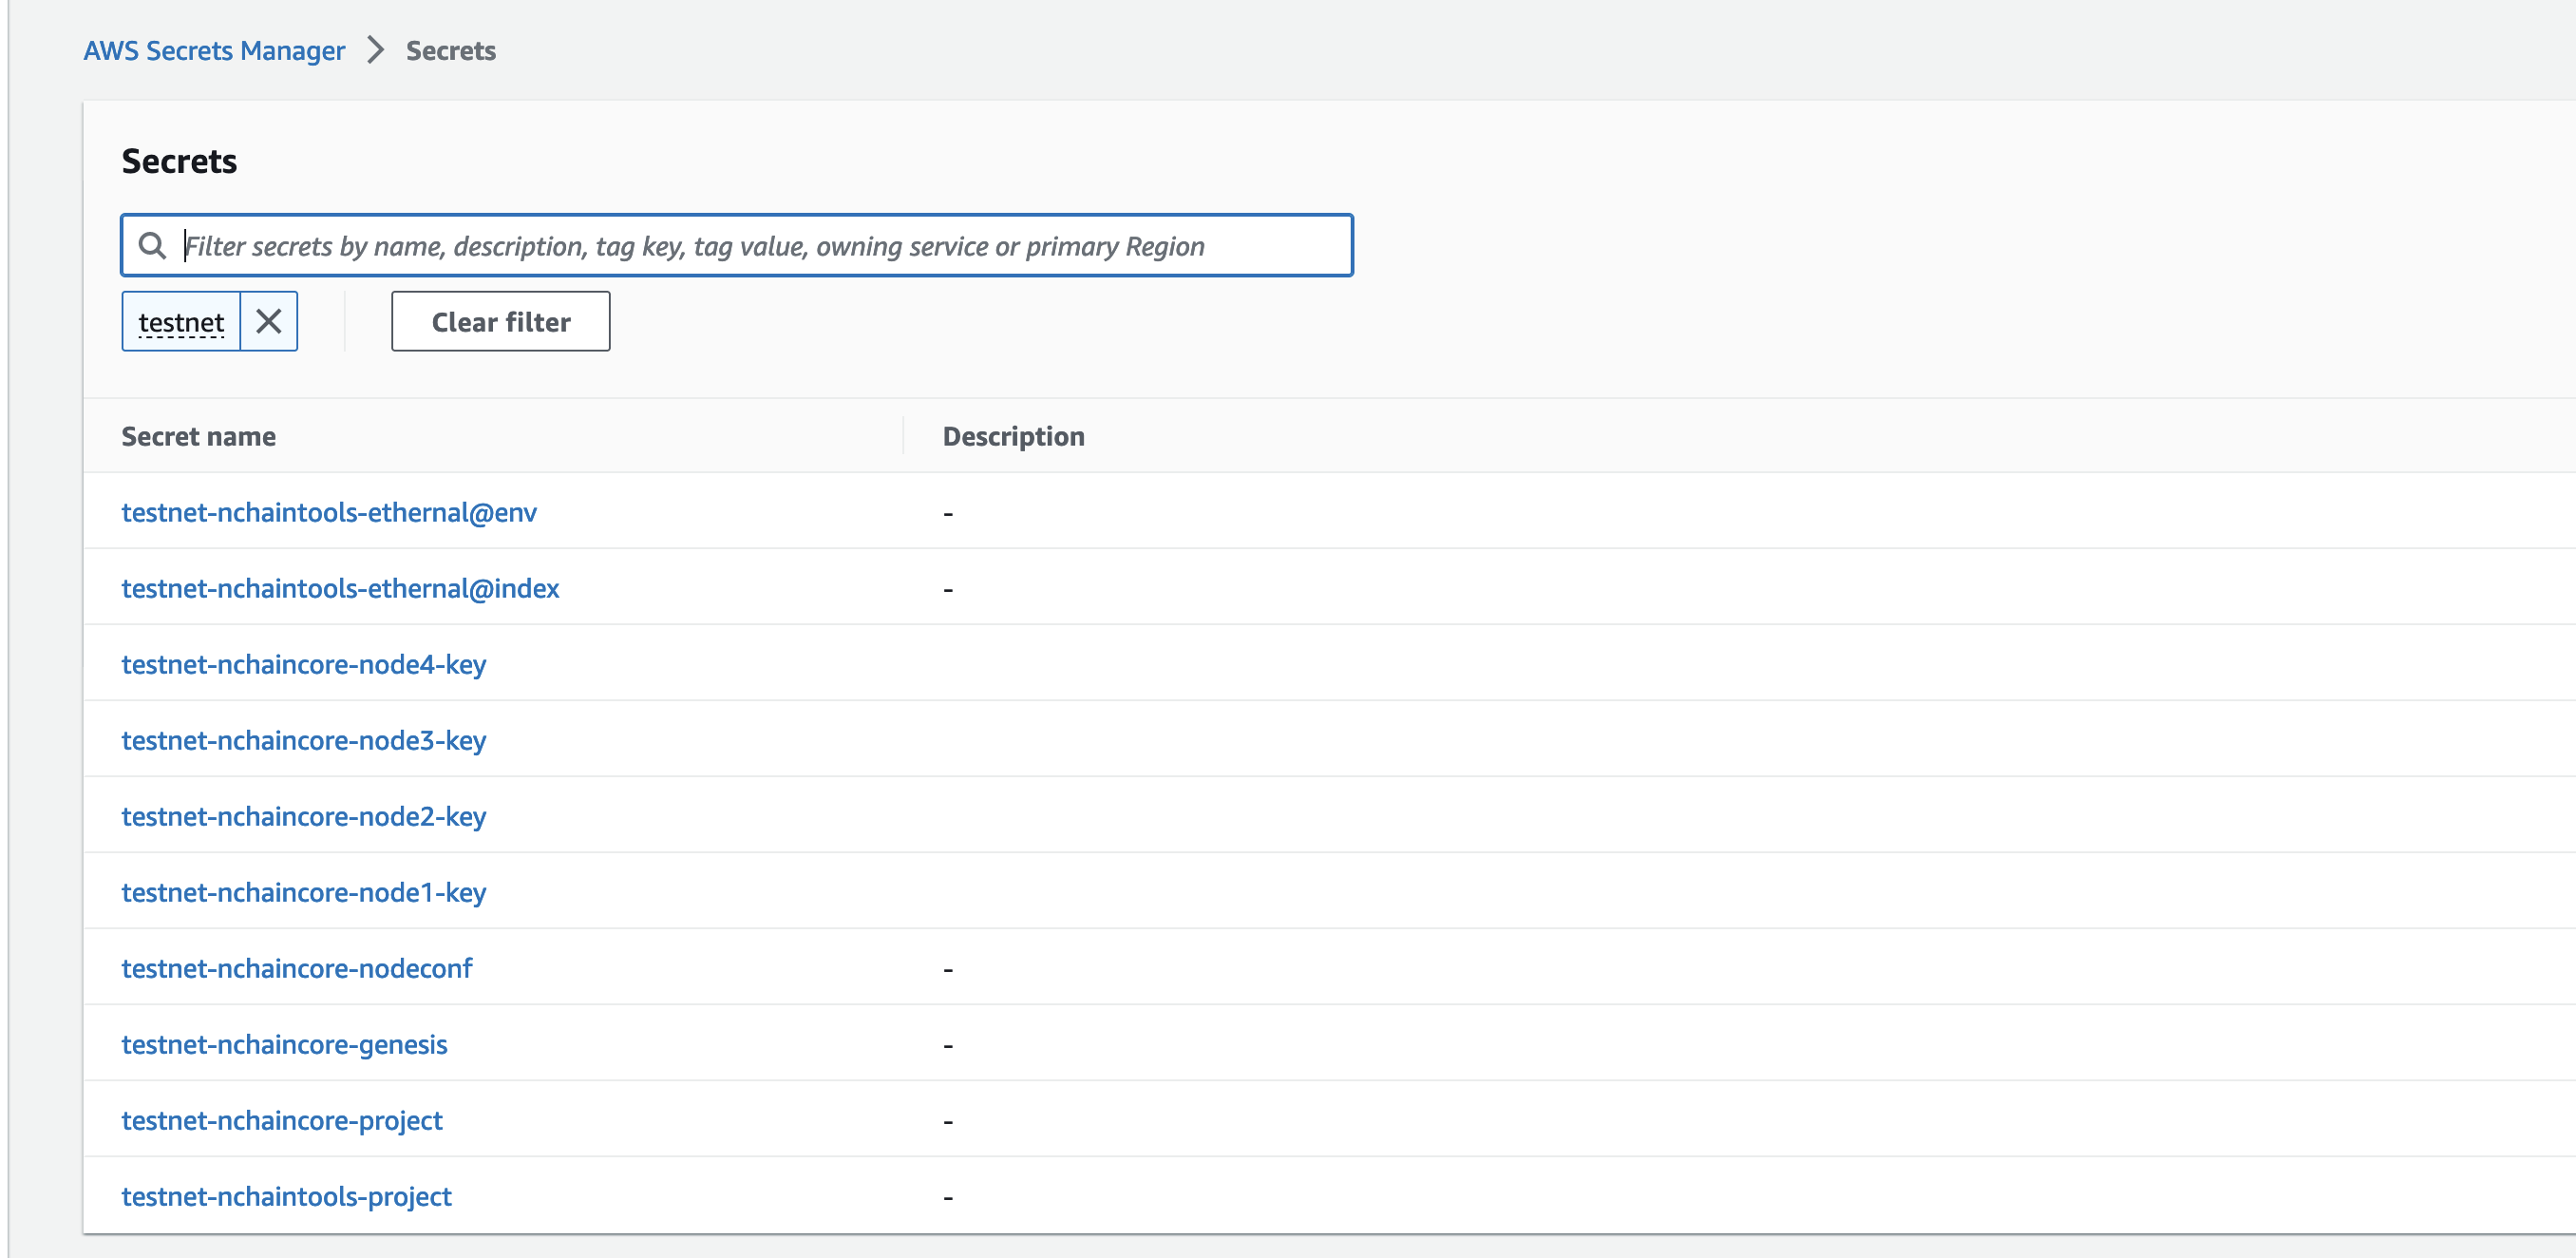 AWS Secrets Manager > Secrets
Secrets
Filter secrets by name, description, tag key, tag value, owning service or primary Region
testnet Clear filter
Secret name Description
testnet-nchaintools-ethernal@env -
testnet-nchaintools-ethernal@index -
testnet-nchaincore-node4-key
testnet-nchaincore-node3-key
testnet-nchaincore-node2-key
testnet-nchaincore-node1-key
testnet-nchaincore-nodeconf -
testnet-nchaincore-genesis -
testnet-nchaincore-project -
testnet-nchaintools-project -